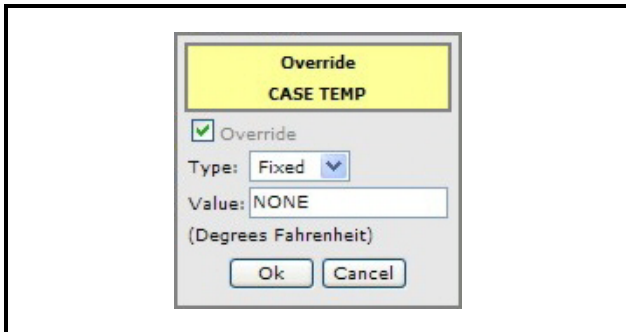 Override
CASE TEMP
Override
Type: Fixed
Value: NONE
(Degrees Fahrenheit)
Ok Cancel